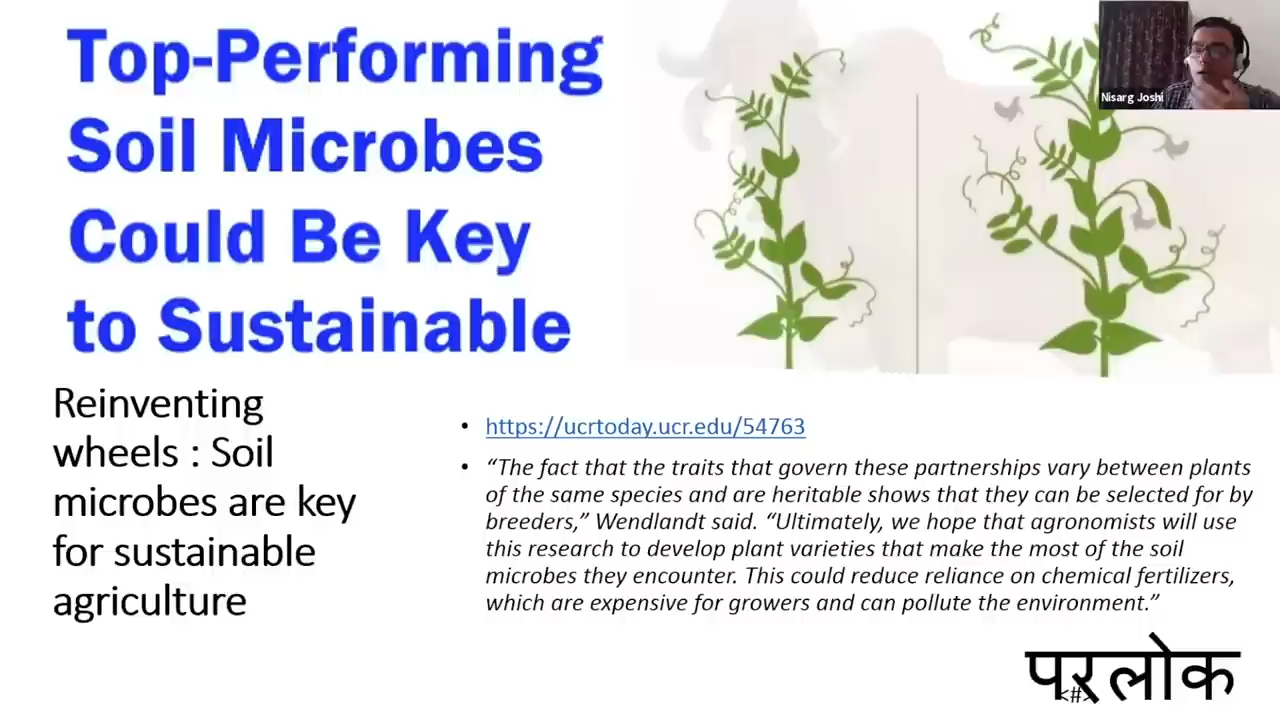 Top-Performing
Soil Microbes
Could Be Key
to Sustainable
Nisarg Joshi
Reinventing
wheels : Soil
microbes are key
for sustainable
agriculture
• https://ucrtoday.ucr.edu/54763
• “The fact that the traits that govern these partnerships vary between plants
of the same species and are heritable shows that they can be selected for by
breeders,” Wendlandt said. “Ultimately, we hope that agronomists will use
this research to develop plant varieties that make the most of the soil
microbes they encounter. This could reduce reliance on chemical fertilizers,
which are expensive for growers and can pollute the environment.”
परलोक
<#>